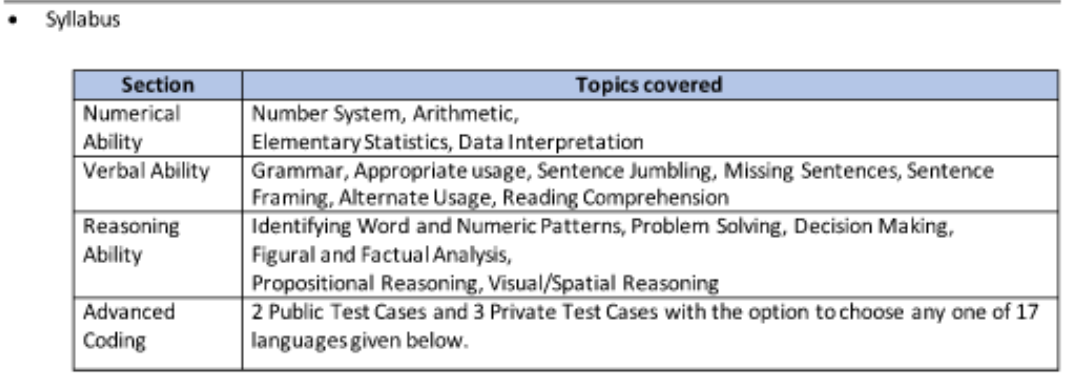 • Syllabus
Section Topics covered
Numerical Number System, Arithmetic,
Ability Elementary Statistics, Data Interpretation
Verbal Ability Grammar, Appropriate usage, Sentence Jumbling, Missing Sentences, Sentence
Framing, Alternate Usage, Reading Comprehension
Reasoning Identifying Word and Numeric Patterns, Problem Solving, Decision Making,
Ability Figural and Factual Analysis,
Propositional Reasoning, Visual/Spatial Reasoning
Advanced 2 Public Test Cases and 3 Private Test Cases with the option to choose any one of 17
Coding languages given below.